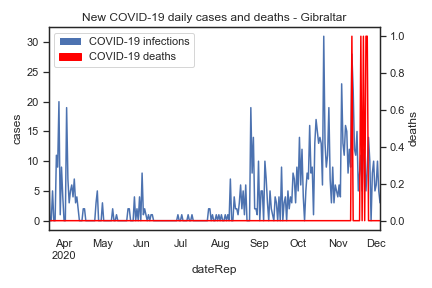 New COVID-19 daily cases and deaths - Gibraltar
COVID-19 infections
COVID-19 deaths
30
25
20
15
10
5
0
cases
1.0
0.8
0.6
0.4
0.2
0.0
deaths
Apr May Jun Jul Aug Sep Oct Nov Dec
2020
dateRep